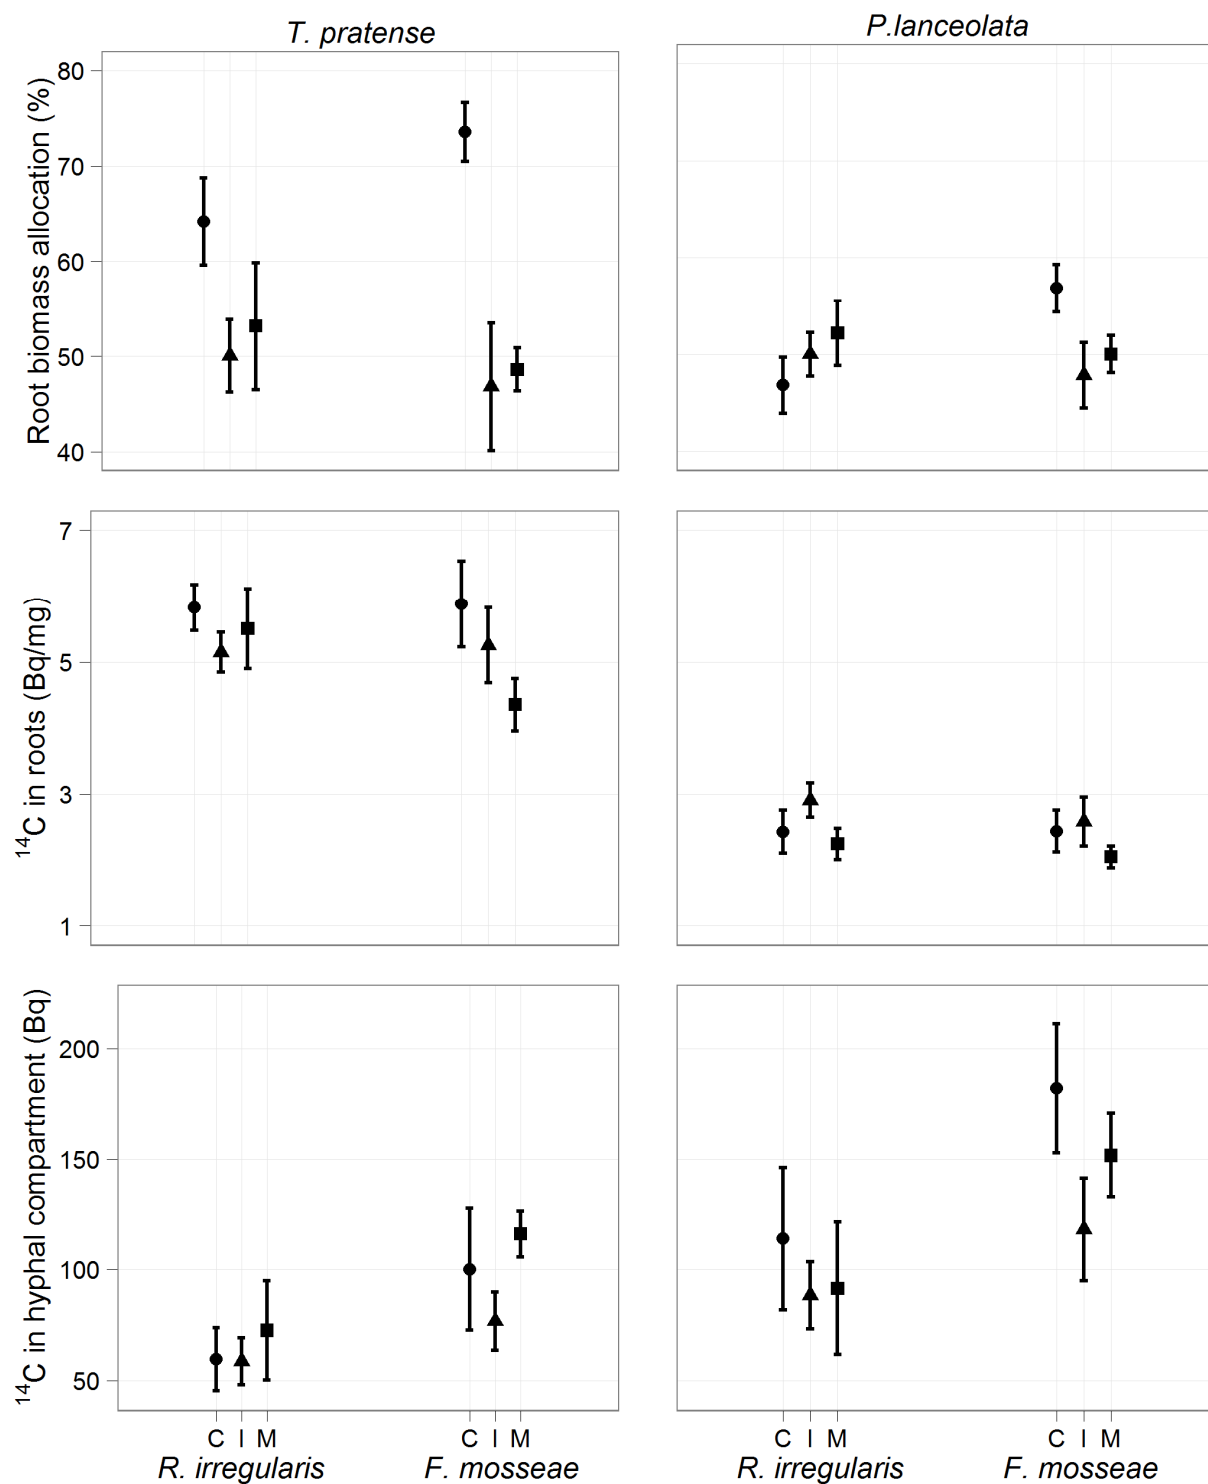 T. pratense
P.lanceolata
Root biomass allocation (%)
80
70
60
50
40
¹⁴C in roots (Bq/mg)
7
5
3
1
¹⁴C in hyphal compartment (Bq)
200
150
100
50
C I M
C I M
C I M
C I M
R. irregularis
F. mosseae
R. irregularis
F. mosseae